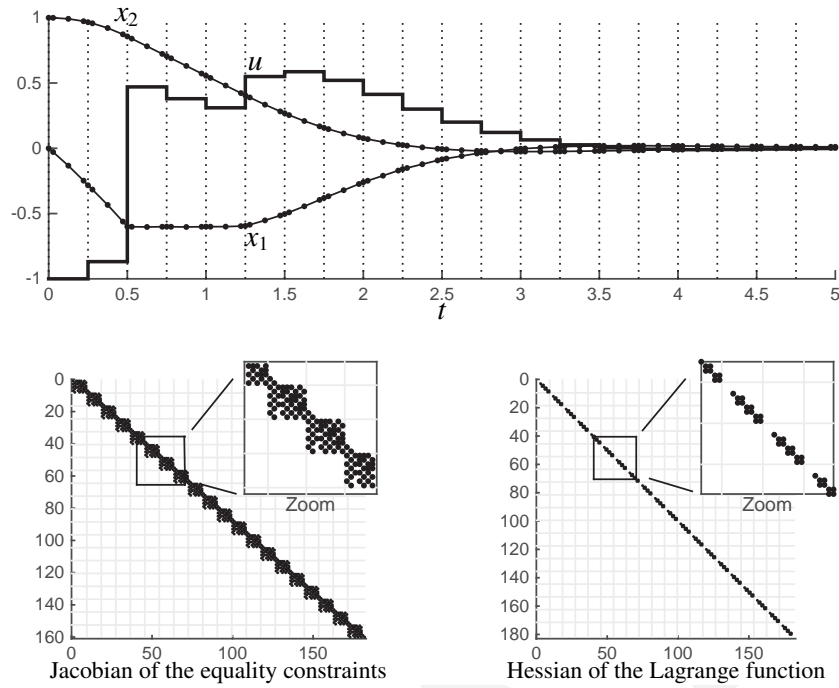 1
x2
u
0.5
0
-0.5
x1
-1
0 0.5 1 1.5 2 2.5 3 3.5 4 4.5 5
t
0
20
40
60
80
100
120
140
160
0 50 100 150
Zoom
Jacobian of the equality constraints
0
20
40
60
80
100
120
140
160
180
0 50 100 150
Zoom
Hessian of the Lagrange function